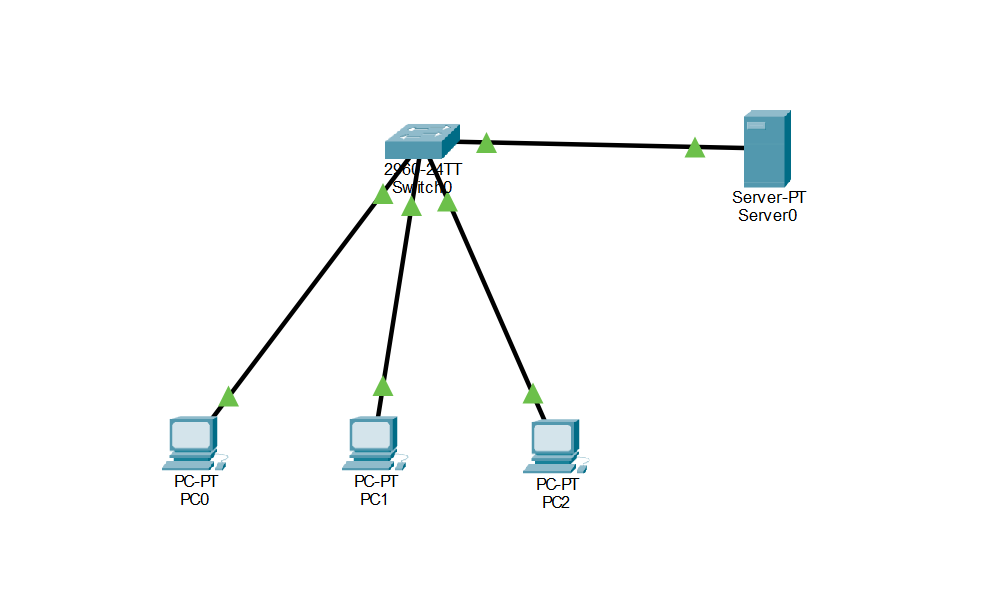 2960-24TT
Switch0
Server-PT
Server0
PC-PT
PC0
PC-PT
PC1
PC-PT
PC2